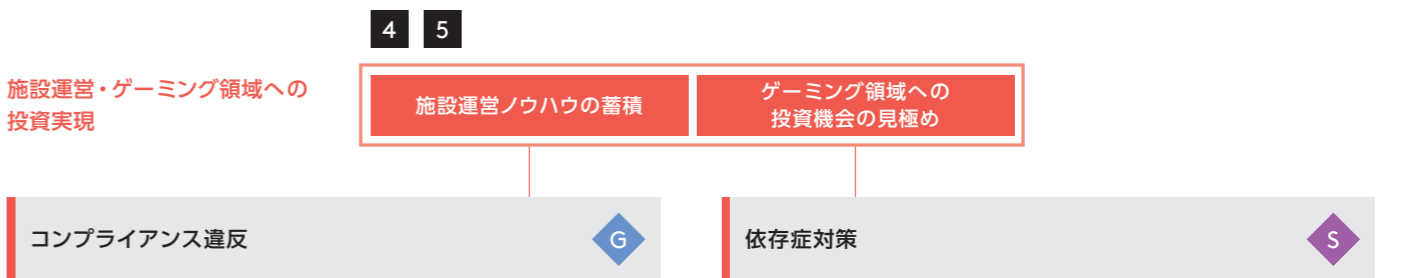 4 5
施設運営・ゲーミング領域への
投資実現
施設運営ノウハウの蓄積
ゲーミング領域への
投資機会の見極め
コンプライアンス違反
G
依存症対策
S